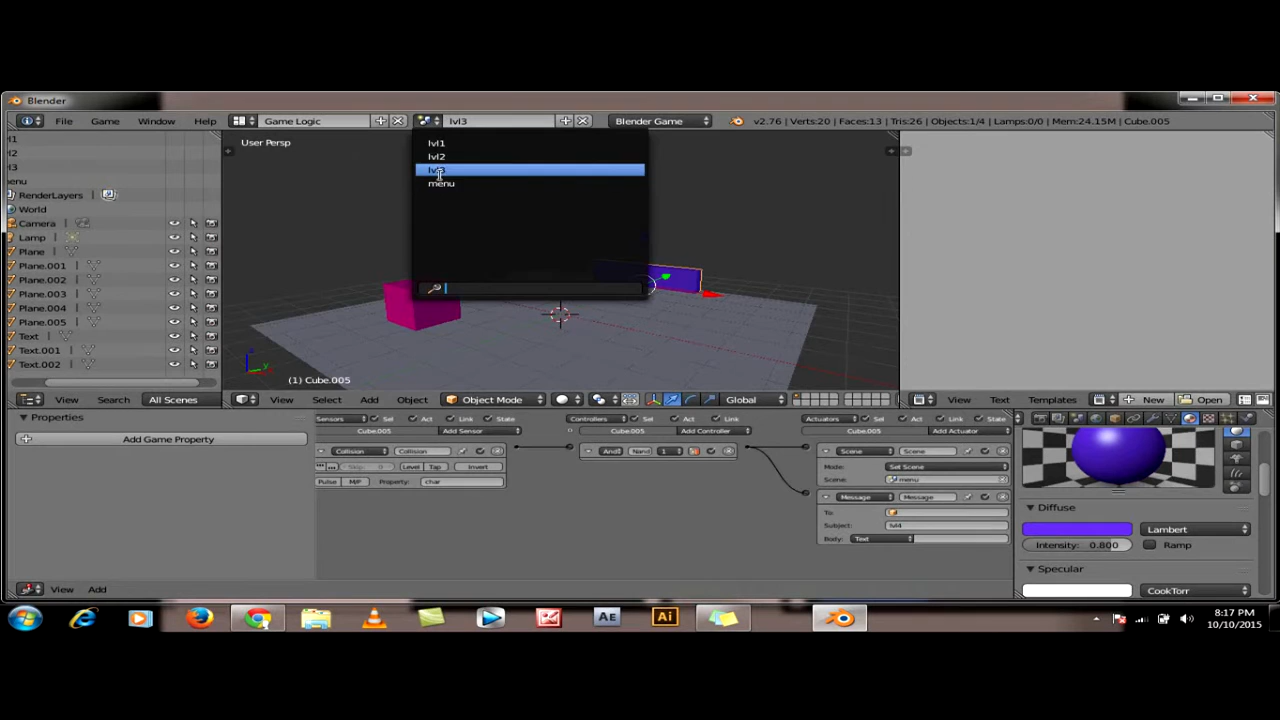 Blender
File Game Window Help Game Logic lvl3 Blender Game v2.76 | Verts:20 | Faces:13 | Tris:26 | Objects:1/4 | Lamps:0/0 | Mem:24.15M | Cube.005
User Persp
lvl1
lvl2
lvl3
menu
RenderLayers
World
Camera
Lamp
Plane
Plane.001
Plane.002
Plane.003
Plane.004
Plane.005
Text
Text.001
Text.002
(1) Cube.005
View Search All Scenes
View Select Add Object Object Mode Global
View Text Templates New Open
Properties
Add Game Property
Sensors Sel Act Link State
Cube.005 Add Sensor
Collision Collision
Level Tap Invert
Pulse M/P Property: char
Controllers Sel Act Link
Cube.005 Add Controller
And Nand 1
Actuators Sel Act Link State
Cube.005 Add Actuator
Scene Scene
Mode: Set Scene
Scene: menu
Message Message
To:
Subject: lvl4
Body: Text
Diffuse
Lambert
Intensity: 0.800 Ramp
Specular
CookTorr
View Add
Ae Ai
8:17 PM
10/10/2015